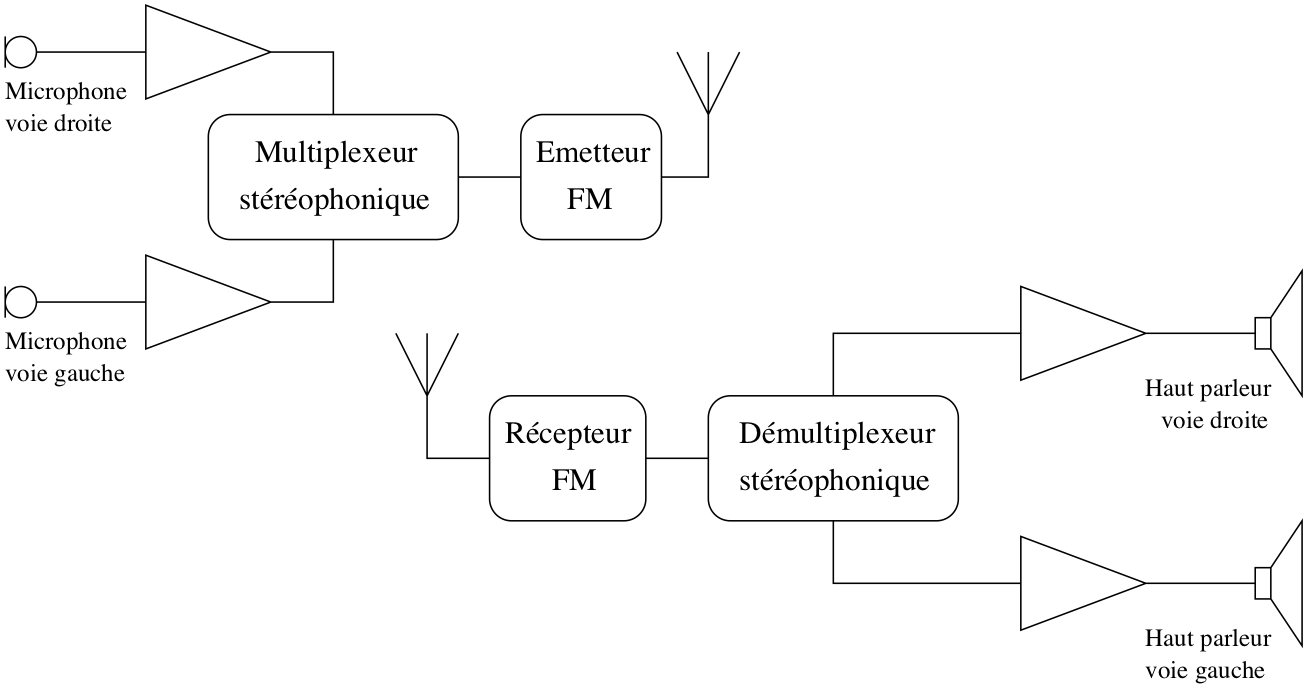 Microphone
voie droite
Multiplexeur
stéréophonique
Emetteur
FM
Microphone
voie gauche
Récepteur
FM
Démultiplexeur
stéréophonique
Haut parleur
voie droite
Haut parleur
voie gauche